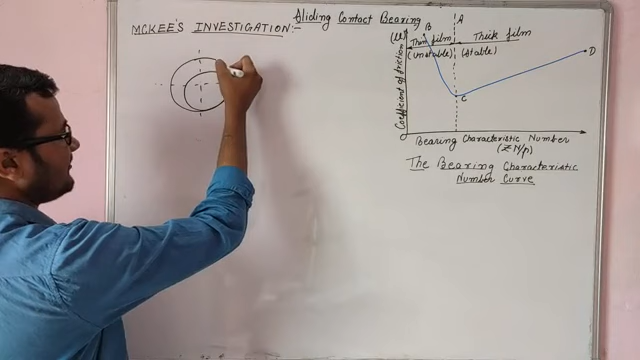 Sliding Contact Bearing
MCKEE'S INVESTIGATION:-
A
B
(μ)
Thin film
Thick film
(Unstable)
(Stable)
D
C
Coefficient of friction
Bearing Characteristic Number
(ZN/p)
The Bearing Characteristic
Number Curve